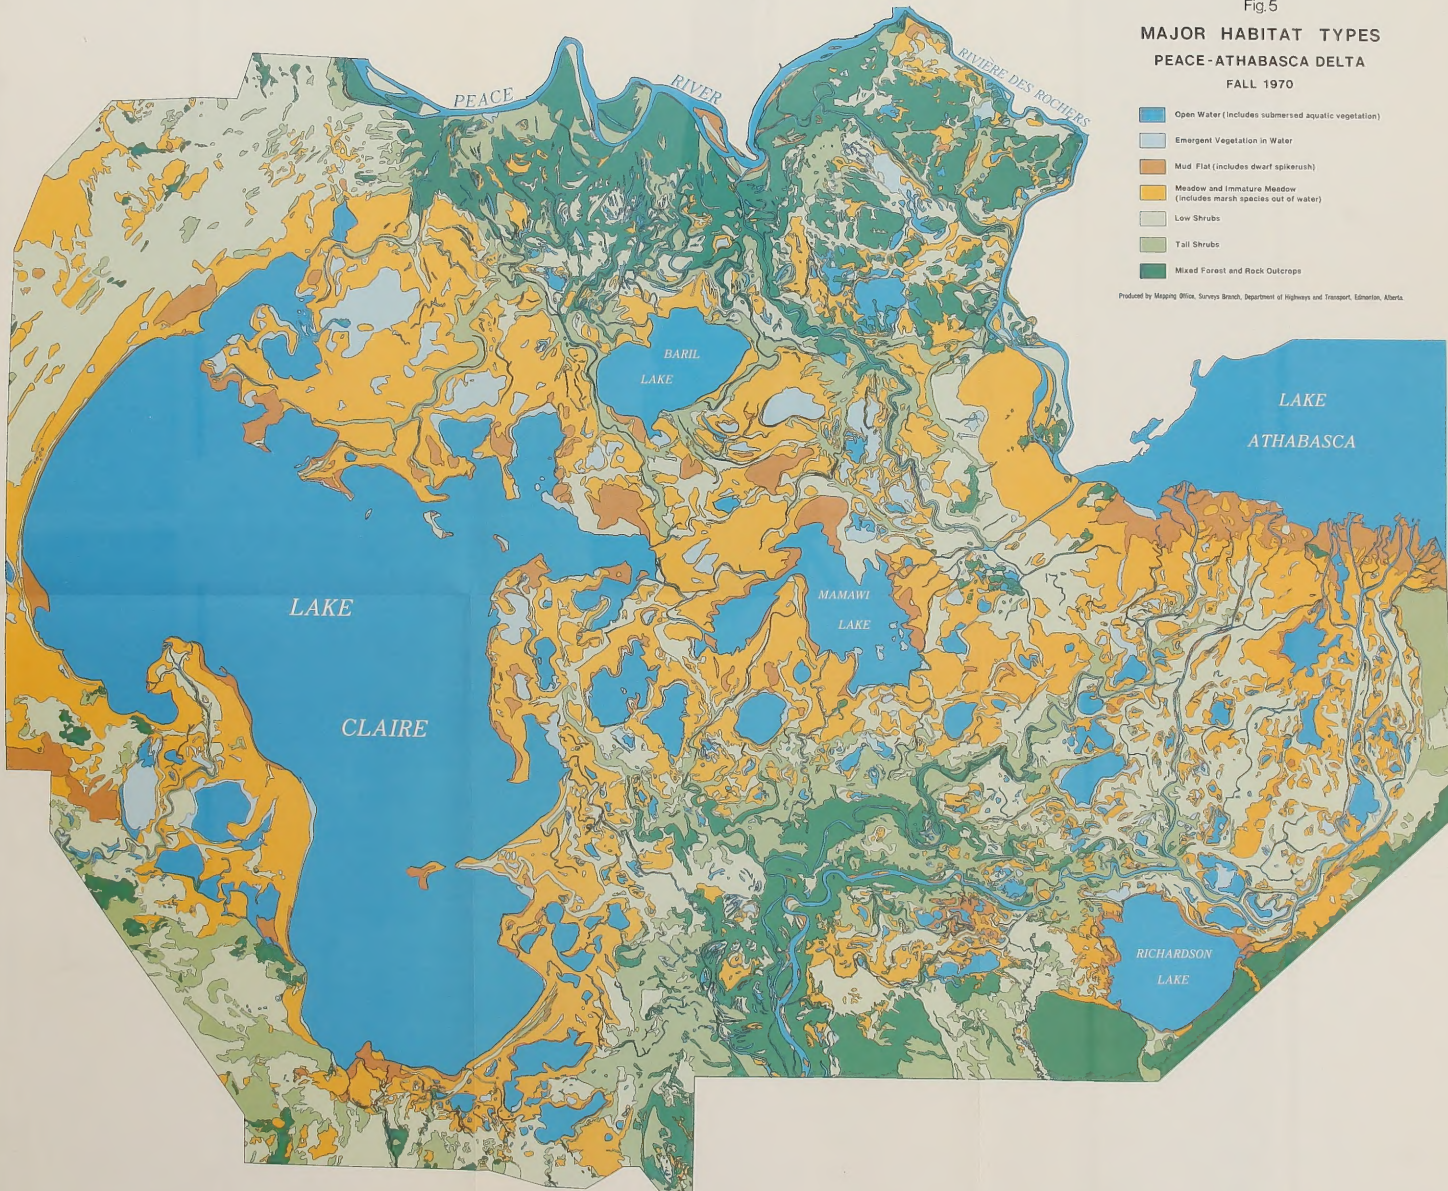 Fig. 5
MAJOR HABITAT TYPES
PEACE-ATHABASCA DELTA
FALL 1970
Open Water (includes submersed aquatic vegetation)
Emergent Vegetation in Water
Mud Flat (includes dwarf spikerush)
Meadow and Immature Meadow
(includes marsh species out of water)
Low Shrubs
Tall Shrubs
Mixed Forest and Rock Outcrops
Produced by Mapping Office, Surveys Branch, Department of Highways and Transport, Edmonton, Alberta.
PEACE
RIVER
RIVIÈRE DES ROCHERS
BARIL
LAKE
LAKE
ATHABASCA
LAKE
CLAIRE
MAMAWI
LAKE
RICHARDSON
LAKE